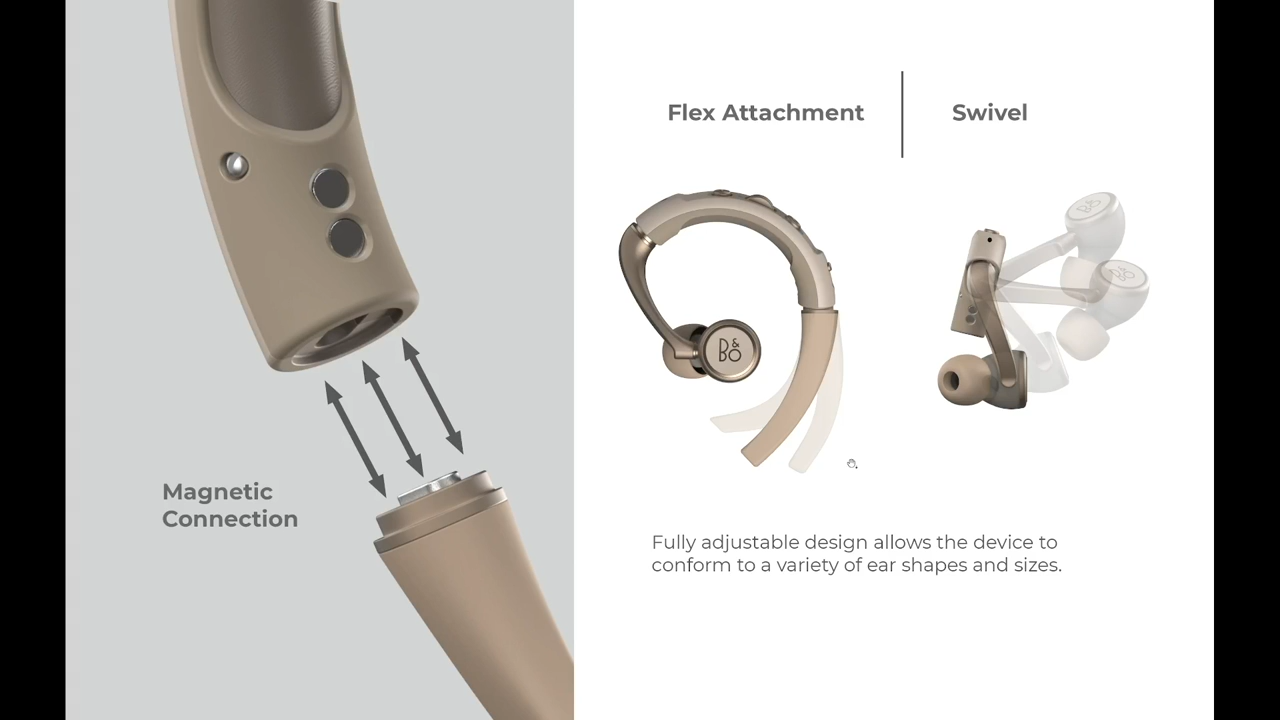 Magnetic
Connection
Flex Attachment
Swivel
B&O
B&O
B&O
Fully adjustable design allows the device to
conform to a variety of ear shapes and sizes.